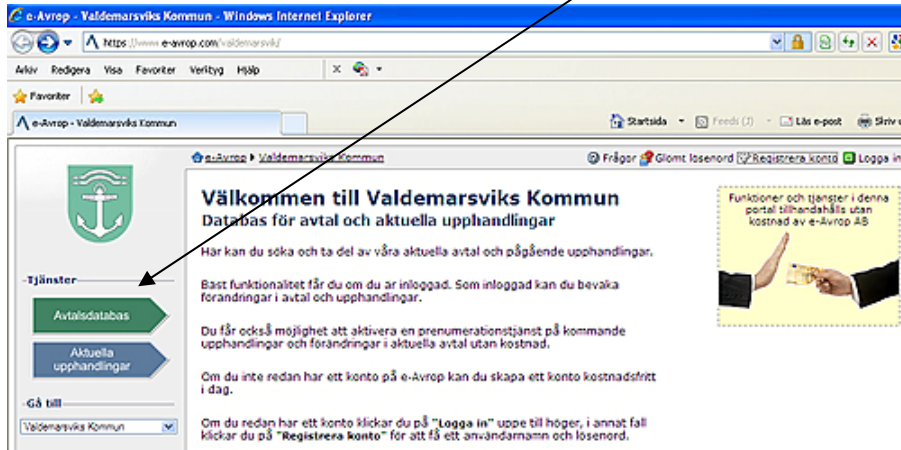 e-Avrop - Valdemarsviks Kommun - Windows Internet Explorer
https://www.e-avrop.com/valdemarsvik/
Arkiv Redigera Visa Favoriter Verktyg Hjälp
Favoriter
e-Avrop - Valdemarsviks Kommun
Startsida Feeds (J) Läs e-post Skriv u
e-Avrop Valdemarsviks Kommun
Frågor Glömt lösenord Registrera konto Logga in
Välkommen till Valdemarsviks Kommun
Databas för avtal och aktuella upphandlingar
Här kan du söka och ta del av våra aktuella avtal och pågående upphandlingar.
Bäst funktionalitet får du om du är inloggad. Som inloggad kan du bevaka
förändringar i avtal och upphandlingar.
Du får också möjlighet att aktivera en prenumerationstjänst på kommande
upphandlingar och förändringar i aktuella avtal utan kostnad.
Om du inte redan har ett konto på e-Avrop kan du skapa ett konto kostnadsfritt
i dag.
Om du redan har ett konto klickar du på "Logga in" uppe till höger, i annat fall
klickar du på "Registrera konto" för att få ett användarnamn och lösenord.
Funktioner och tjänster i denna
portal tillhandahålls utan
kostnad av e-Avrop AB
Tjänster
Avtalsdatabas
Aktuella
upphandlingar
Gå till
Valdemarsviks Kommun